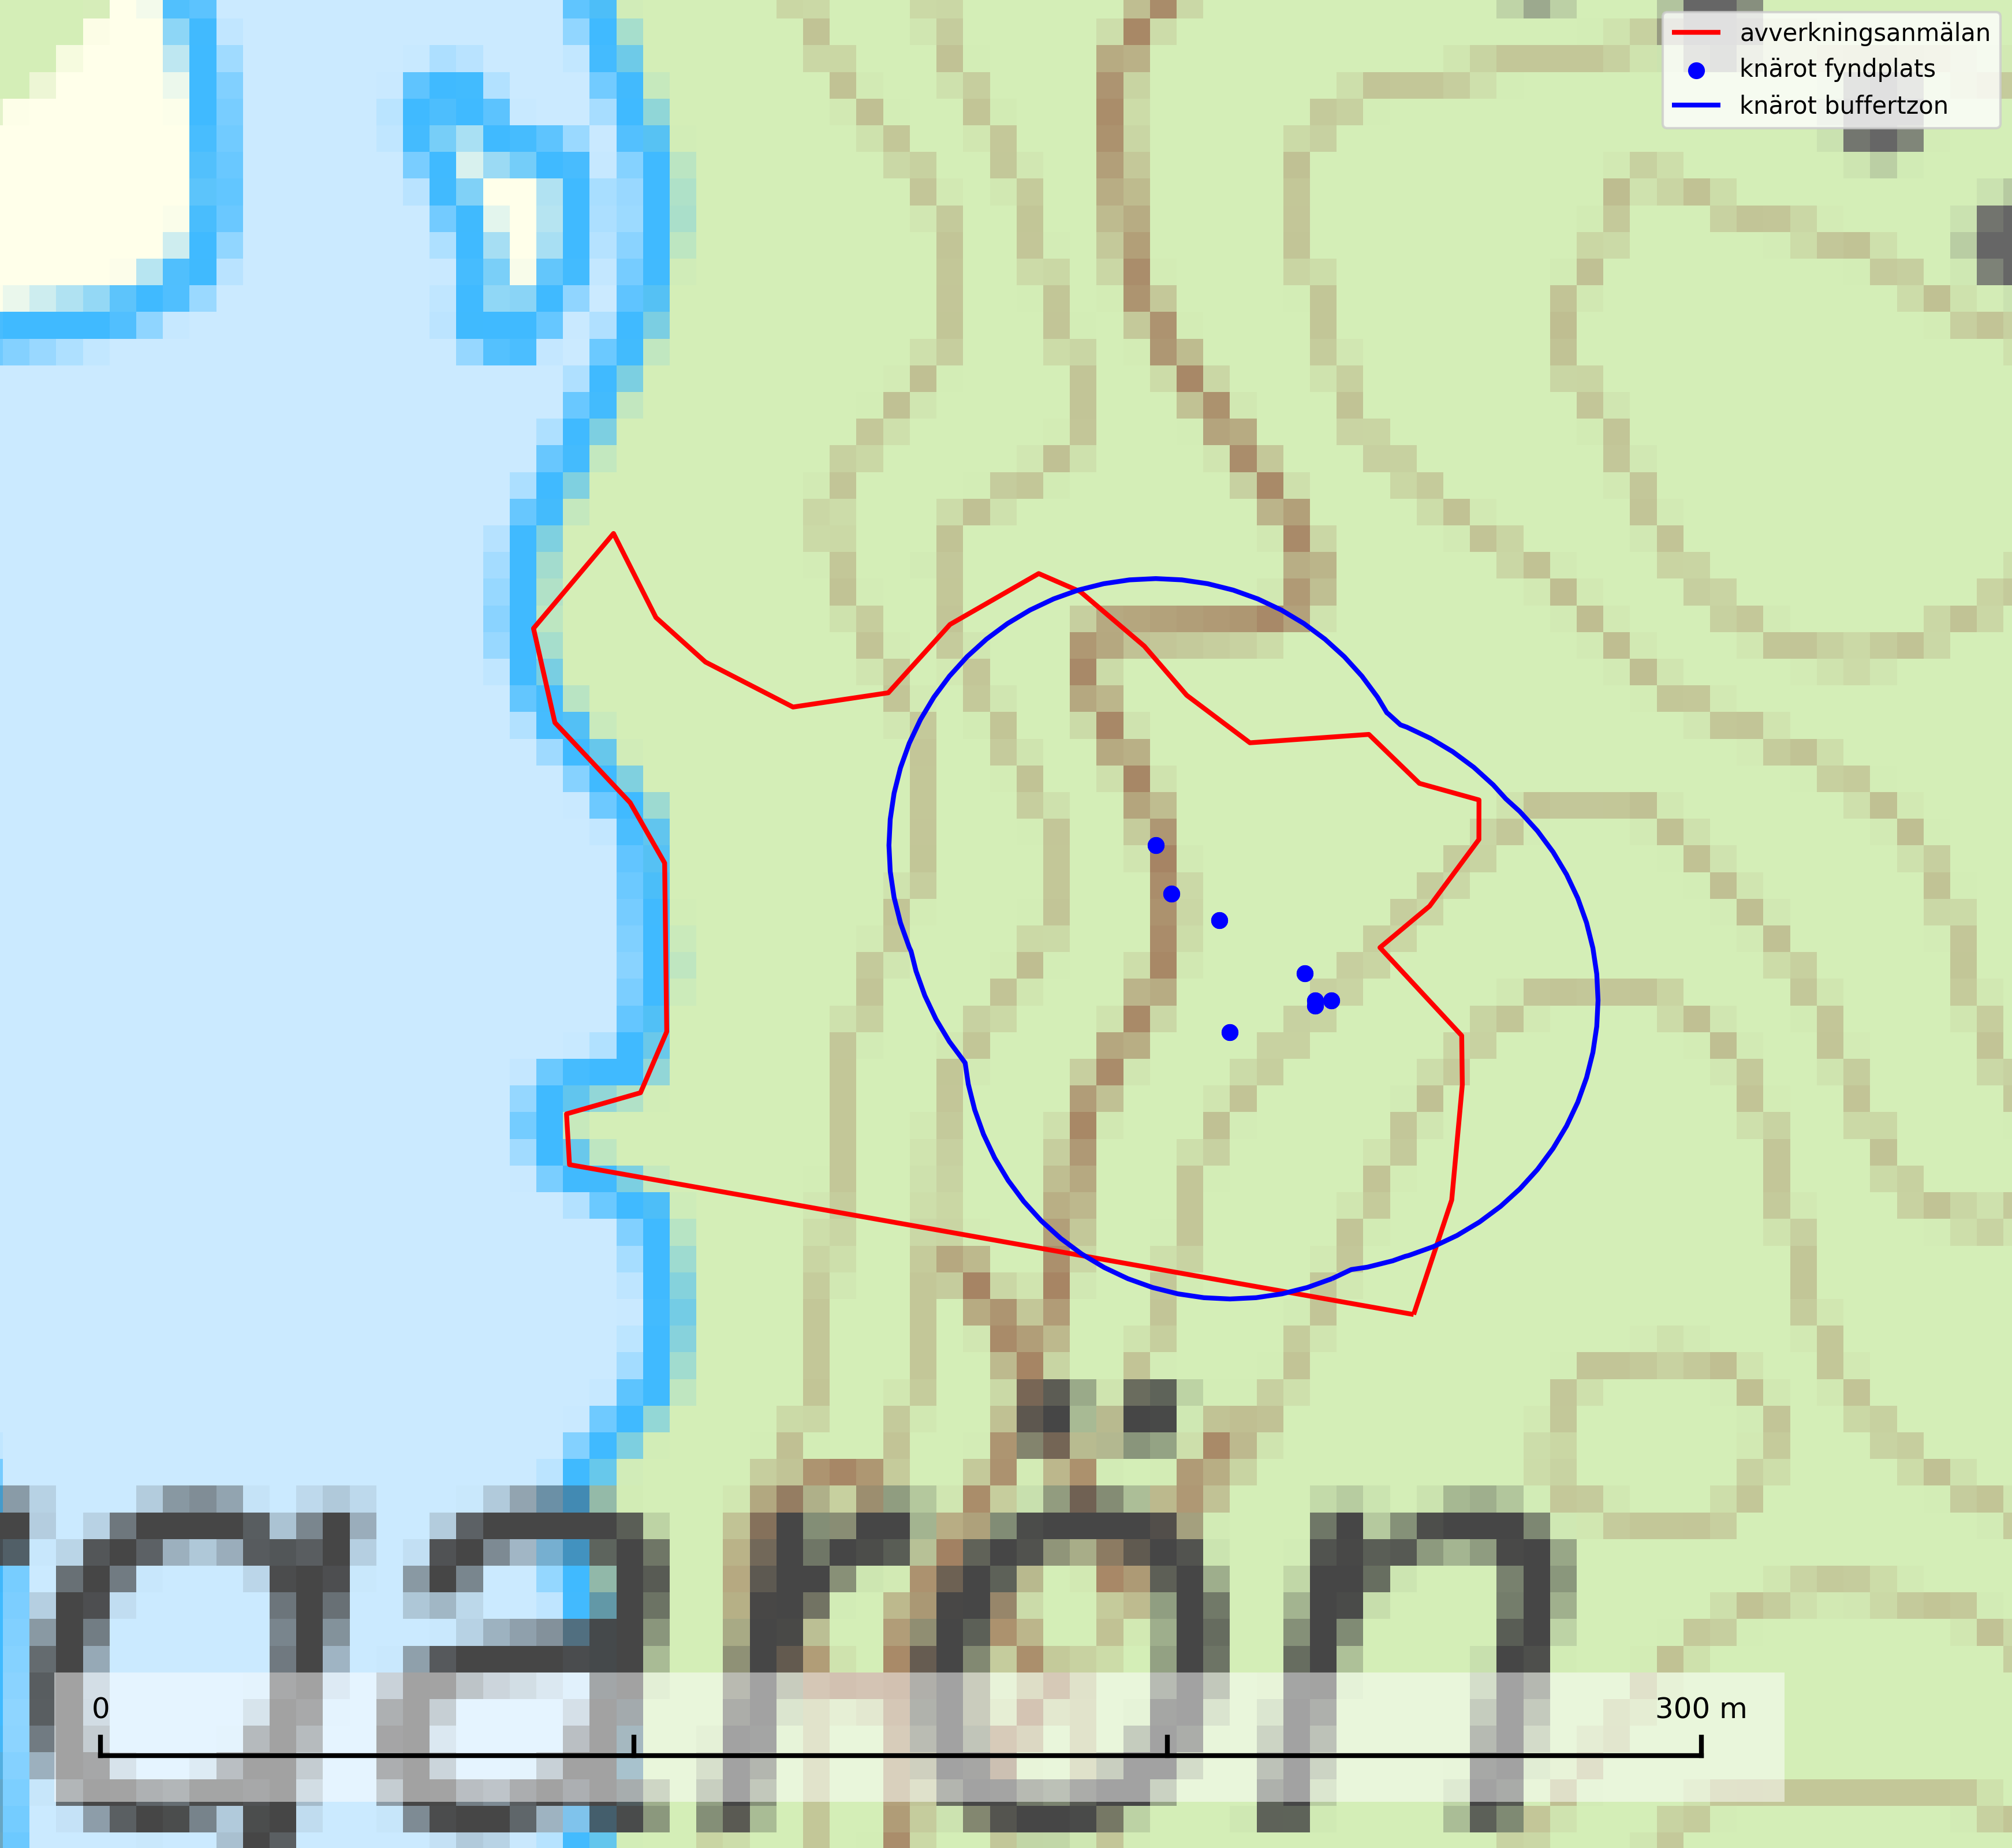 avverkningsanmälan
knärot fyndplats
knärot buffertzon
0
300 m